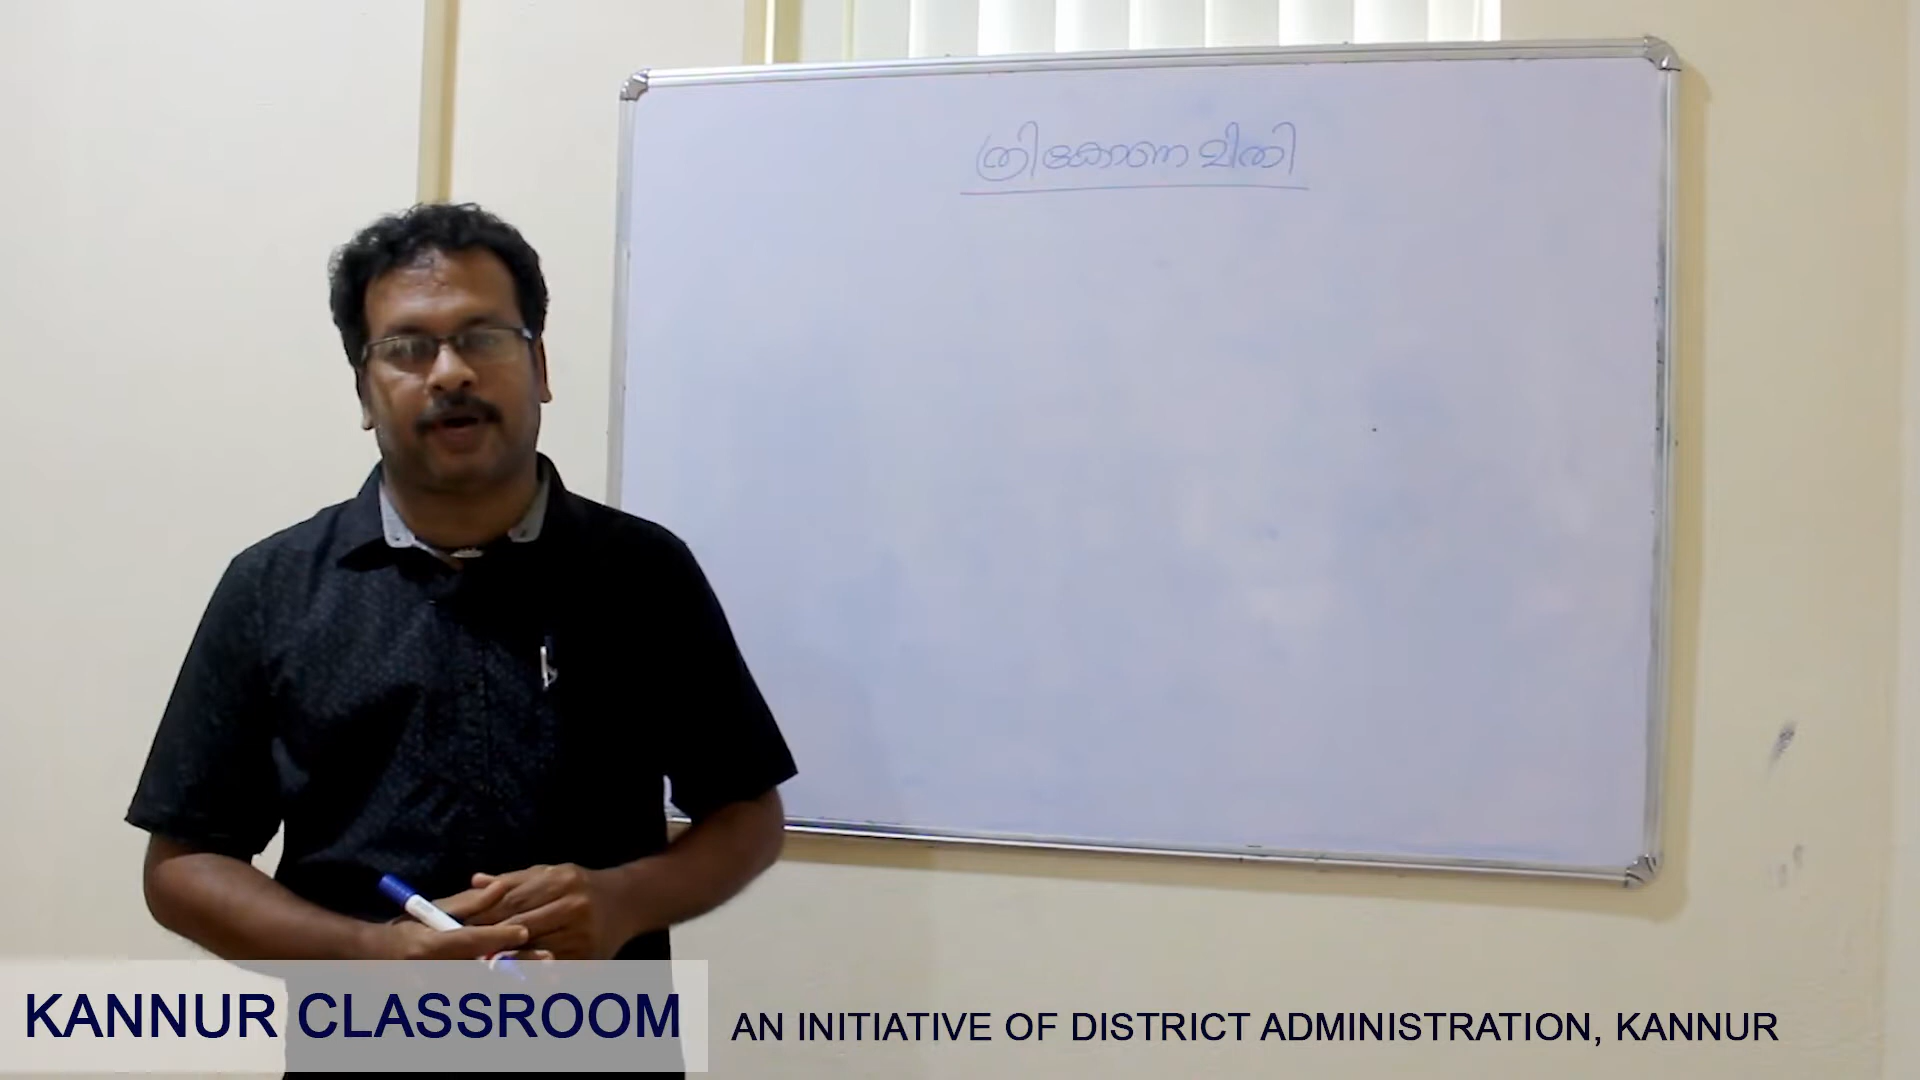 ത്രികോണമിതി
KANNUR CLASSROOM
AN INITIATIVE OF DISTRICT ADMINISTRATION, KANNUR